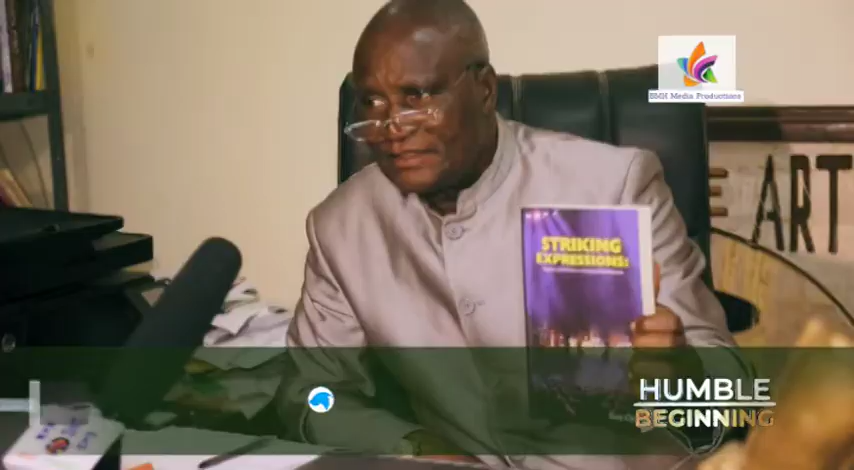 BMH Media Productions
ART
STRIKING
EXPRESSIONS:
HUMBLE
BEGINNING